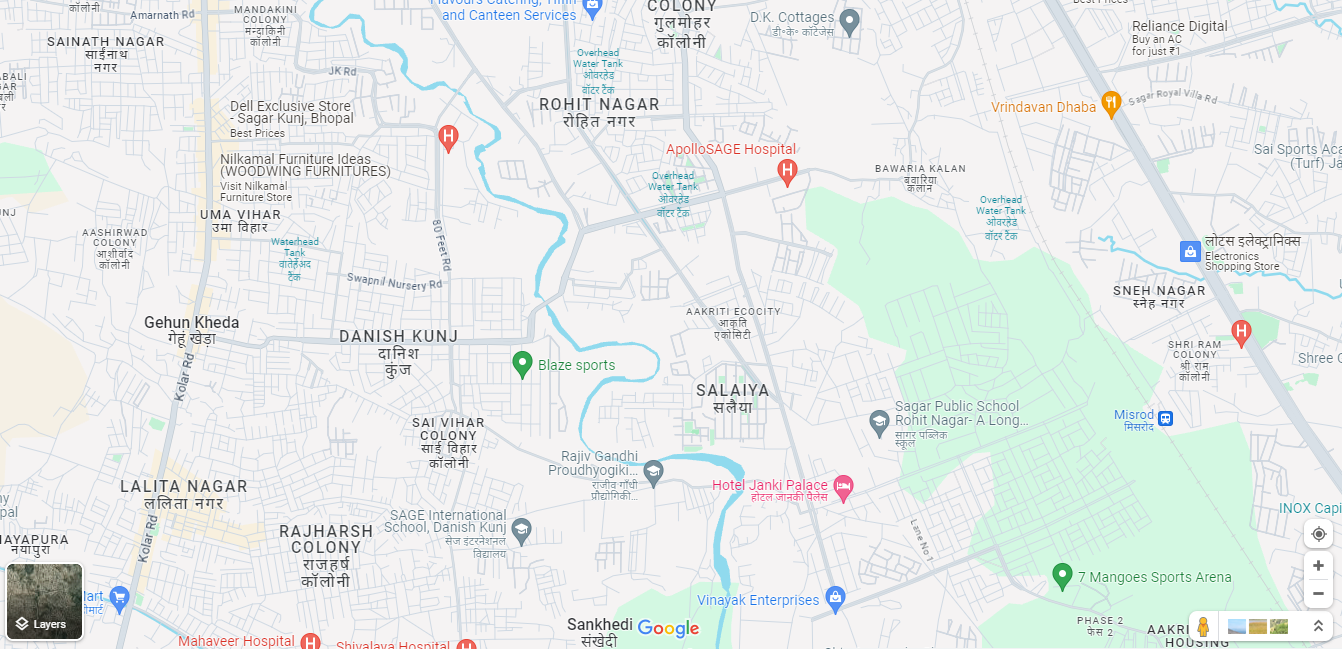 कॉलोनी
Amarnath Rd
MANDAKINI
COLONY
मन्दाकिनी
कॉलोनी
and Canteen Services
COLONY
गुलमोहर
कॉलोनी
D.K. Cottages
डी॰के॰ कॉटेजेस
Best Prices
Reliance Digital
Buy an AC
for just ₹1
SAINATH NAGAR
साईनाथ
नगर
JK Rd
Overhead
Water Tank
ओवरहेड
वॉटर टैंक
Dell Exclusive Store
- Sagar Kunj, Bhopal
Best Prices
ROHIT NAGAR
रोहित नगर
Vrindavan Dhaba
Sagar Royal Villa Rd
Nilkamal Furniture Ideas
(WOODWING FURNITURES)
Visit Nilkamal
Furniture Store
ApolloSAGE Hospital
Sai Sports Aca
(Turf) Ja
BAWARIA KALAN
बावारिया
कलान
Overhead
Water Tank
ओवरहेड
वॉटर टैंक
Overhead
Water Tank
ओवरहेड
वॉटर टैंक
UMA VIHAR
उमा विहार
AASHIRWAD
COLONY
आशीर्वाद
कॉलोनी
Waterhead
Tank
80 Feet Rd
Swapnil Nursery Rd
लोटस इलेक्ट्रानिक्स
Electronics
Shopping Store
SNEH NAGAR
स्नेह नगर
Gehun Kheda
गेहूं खेड़ा
DANISH KUNJ
दानिश
कुंज
AAKRITI ECOCITY
आकृति
एकोसिटी
SHRI RAM
COLONY
श्री राम
कॉलोनी
Shree
Kolar Rd
Blaze sports
SALAIYA
सलैया
Sagar Public School
Rohit Nagar- A Long...
सागर पब्लिक
स्कूल
Misrod
मिसरोद
SAI VIHAR
COLONY
साई विहार
कॉलोनी
Rajiv Gandhi
Proudhyogiki...
राजीव गाँधी
प्रौद्योगिकी...
Hotel Janki Palace
होटल जानकी पैलेस
LALITA NAGAR
ललिता नगर
Kolar Rd
SAGE International
School, Danish Kunj
सेज इंटरनेशनल
विद्यालय
Lane No 1
INOX Capi
RAJHARSH
COLONY
राजहर्ष
कॉलोनी
NAYAPURA
नयापुरा
7 Mangoes Sports Arena
Vinayak Enterprises
Layers
Sankhedi
संखेदी
Google
PHASE 2
फेस 2
Mahaveer Hospital
Shivalaya Hospital
HOUSING